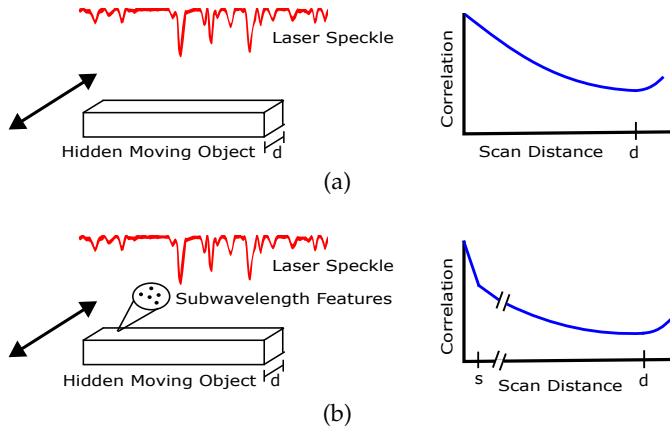 Laser Speckle
Hidden Moving Object
d
Correlation
Scan Distance
d
(a)
Laser Speckle
Subwavelength Features
Hidden Moving Object
d
Correlation
s
d
Scan Distance
(b)